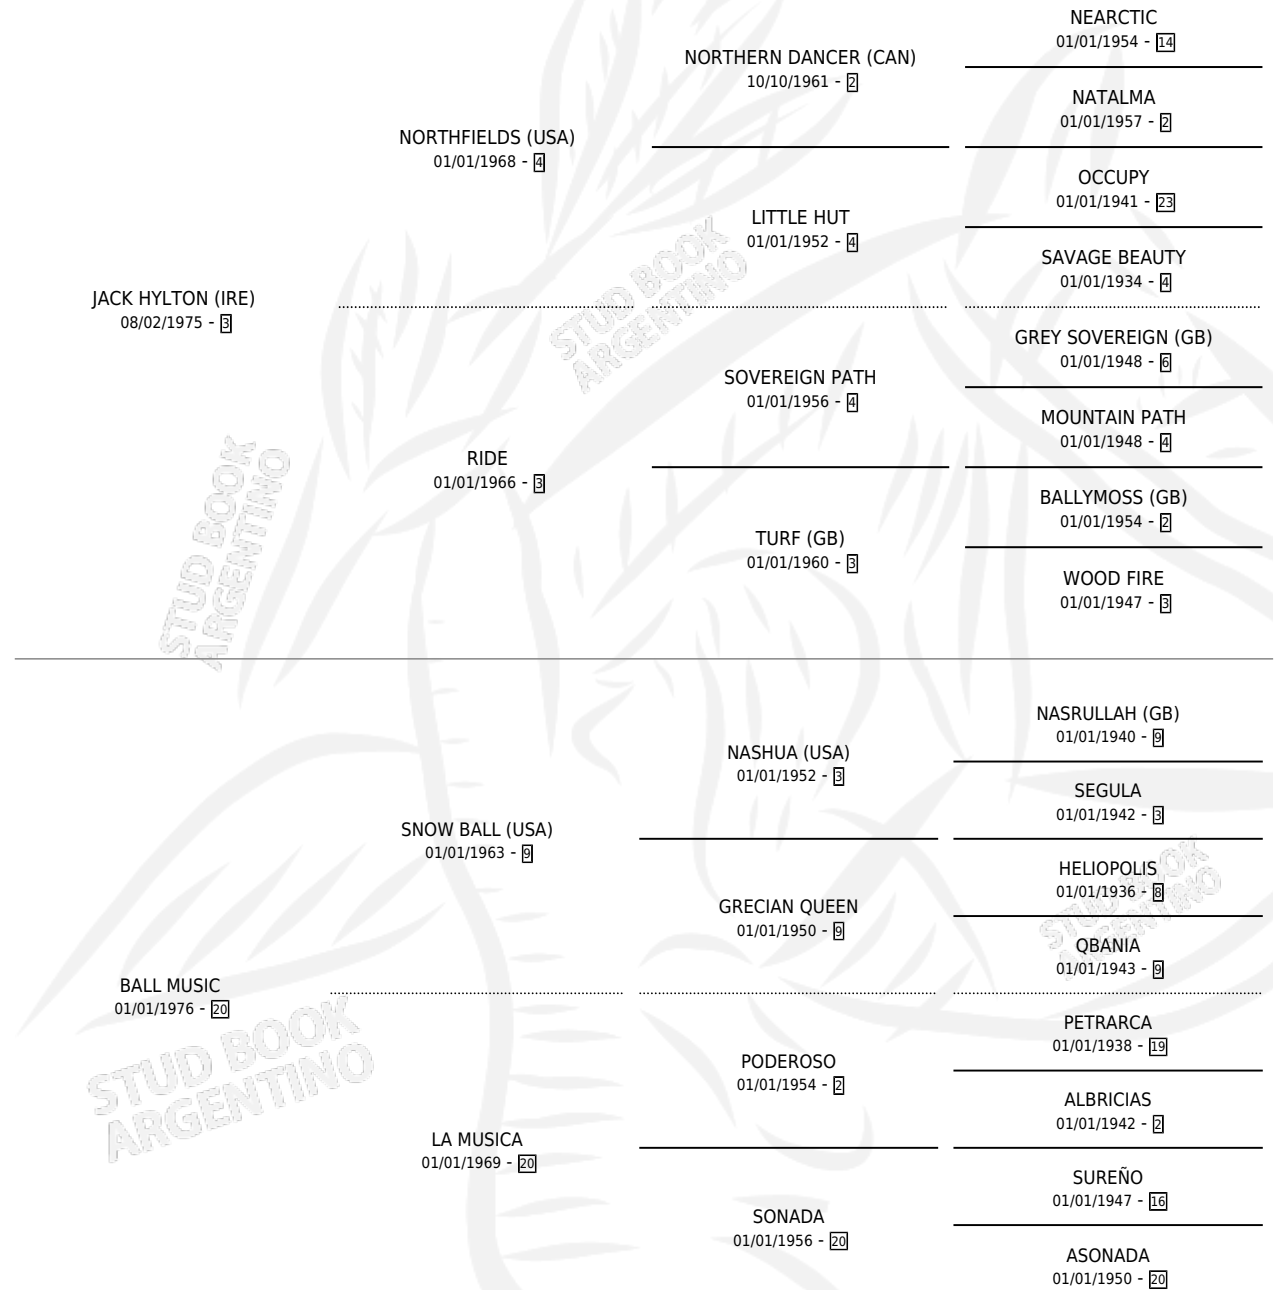 NEARCTIC
01/01/1954 - 14
NORTHERN DANCER (CAN)
10/10/1961 - 2
NATALMA
01/01/1957 - 2
NORTHFIELDS (USA)
01/01/1968 - 4
OCCUPY
01/01/1941 - 23
LITTLE HUT
01/01/1952 - 4
SAVAGE BEAUTY
01/01/1934 - 4
JACK HYLTON (IRE)
08/02/1975 - 3
GREY SOVEREIGN (GB)
01/01/1948 - 6
SOVEREIGN PATH
01/01/1956 - 4
MOUNTAIN PATH
01/01/1948 - 4
RIDE
01/01/1966 - 3
BALLYMOSS (GB)
01/01/1954 - 2
TURF (GB)
01/01/1960 - 3
WOOD FIRE
01/01/1947 - 3
NASRULLAH (GB)
01/01/1940 - 9
NASHUA (USA)
01/01/1952 - 3
SEGULA
01/01/1942 - 3
SNOW BALL (USA)
01/01/1963 - 9
HELIOPOLIS
01/01/1936 - 8
GRECIAN QUEEN
01/01/1950 - 9
QBANIA
01/01/1943 - 9
BALL MUSIC
01/01/1976 - 20
PETRARCA
01/01/1938 - 19
PODEROSO
01/01/1954 - 2
ALBRICIAS
01/01/1942 - 2
LA MUSICA
01/01/1969 - 20
SUREÑO
01/01/1947 - 16
SONADA
01/01/1956 - 20
ASONADA
01/01/1950 - 20
STUD BOOK
ARGENTINO
STUD BOOK
ARGENTINO
STUD BOOK
ARGENTINO
STUD BOOK
ARGENTINO